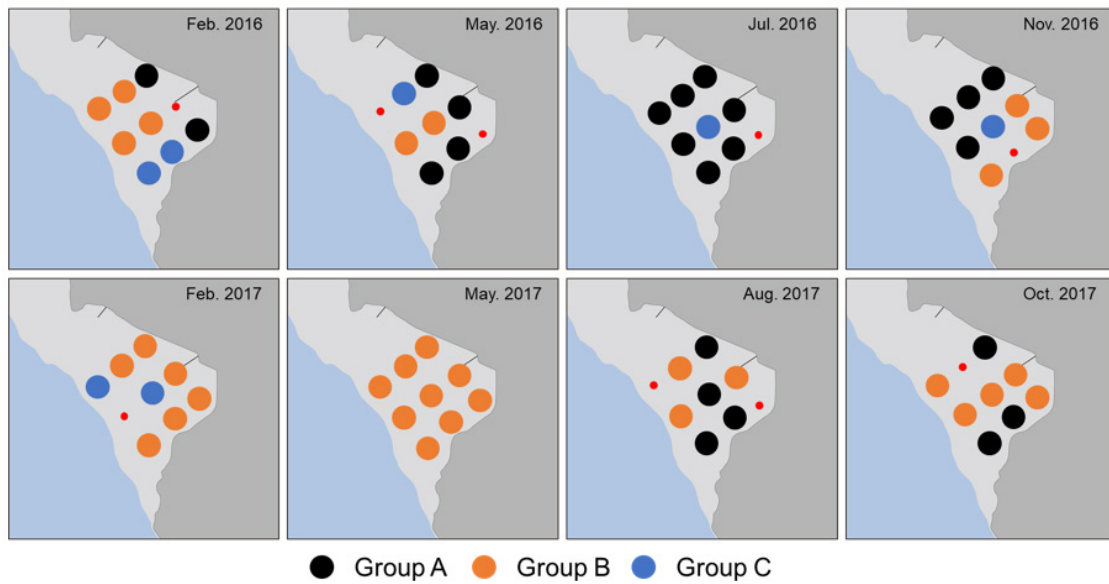 Feb. 2016
May. 2016
Jul. 2016
Nov. 2016
Feb. 2017
May. 2017
Aug. 2017
Oct. 2017
Group A
Group B
Group C